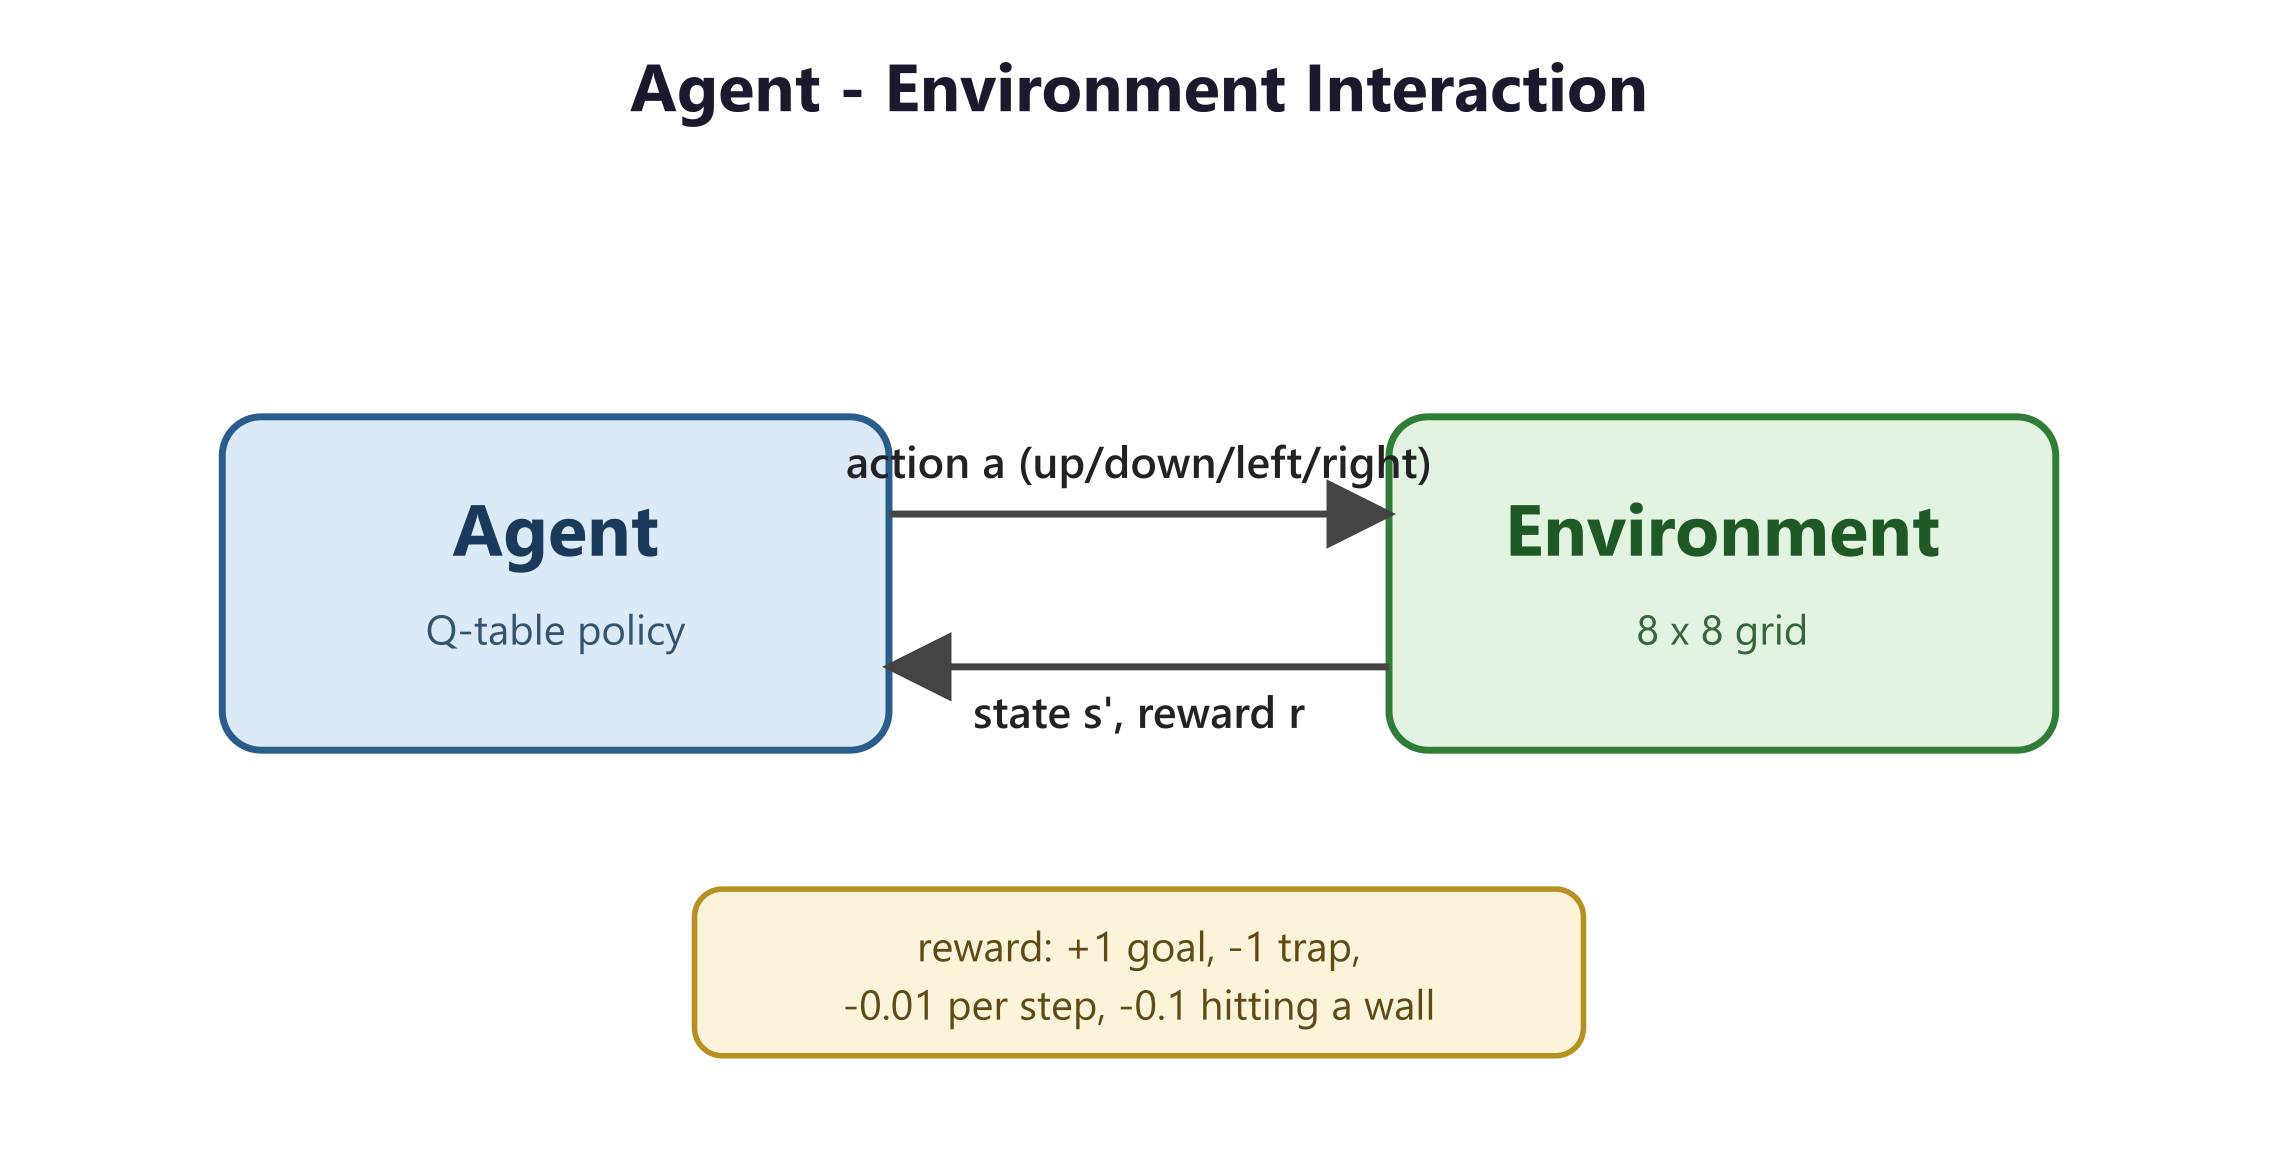 Agent - Environment Interaction
action a (up/down/left/right)
Agent
Q-table policy
Environment
8 x 8 grid
state s', reward r
reward: +1 goal, -1 trap,
-0.01 per step, -0.1 hitting a wall